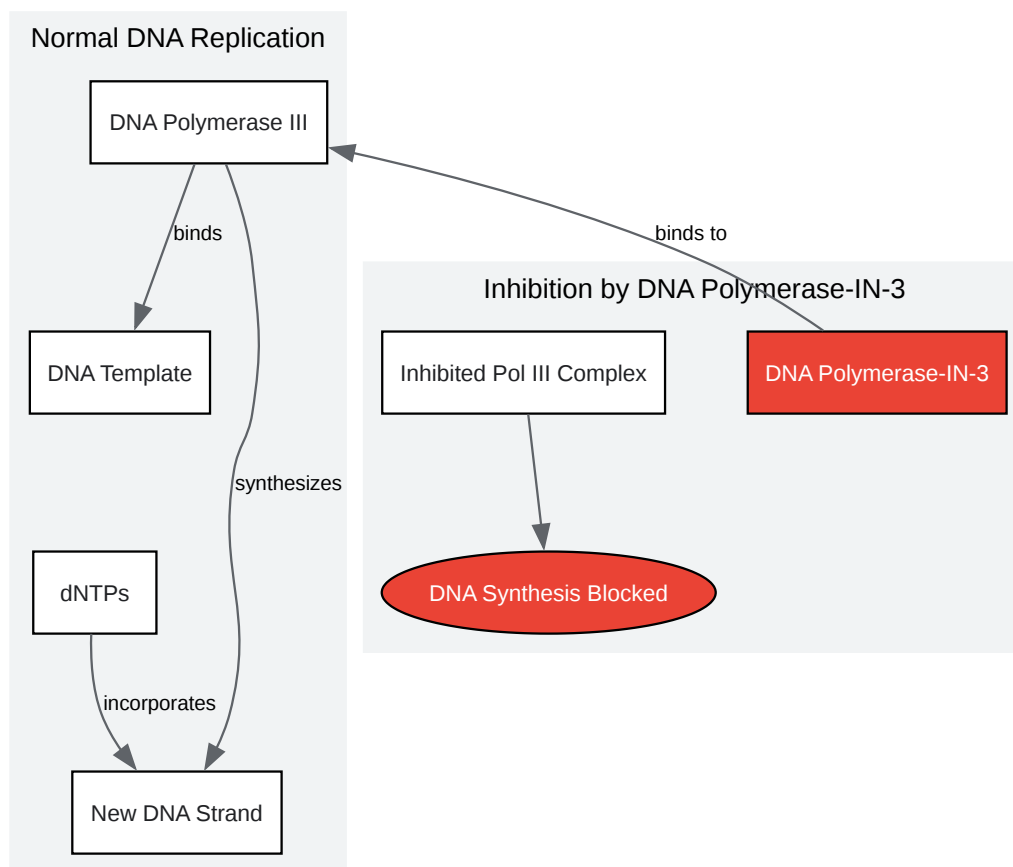 Normal DNA Replication
DNA Polymerase III
binds
binds to
Inhibition by DNA Polymerase-IN-3
DNA Template
Inhibited Pol III Complex
DNA Polymerase-IN-3
synthesizes
dNTPs
DNA Synthesis Blocked
incorporates
New DNA Strand